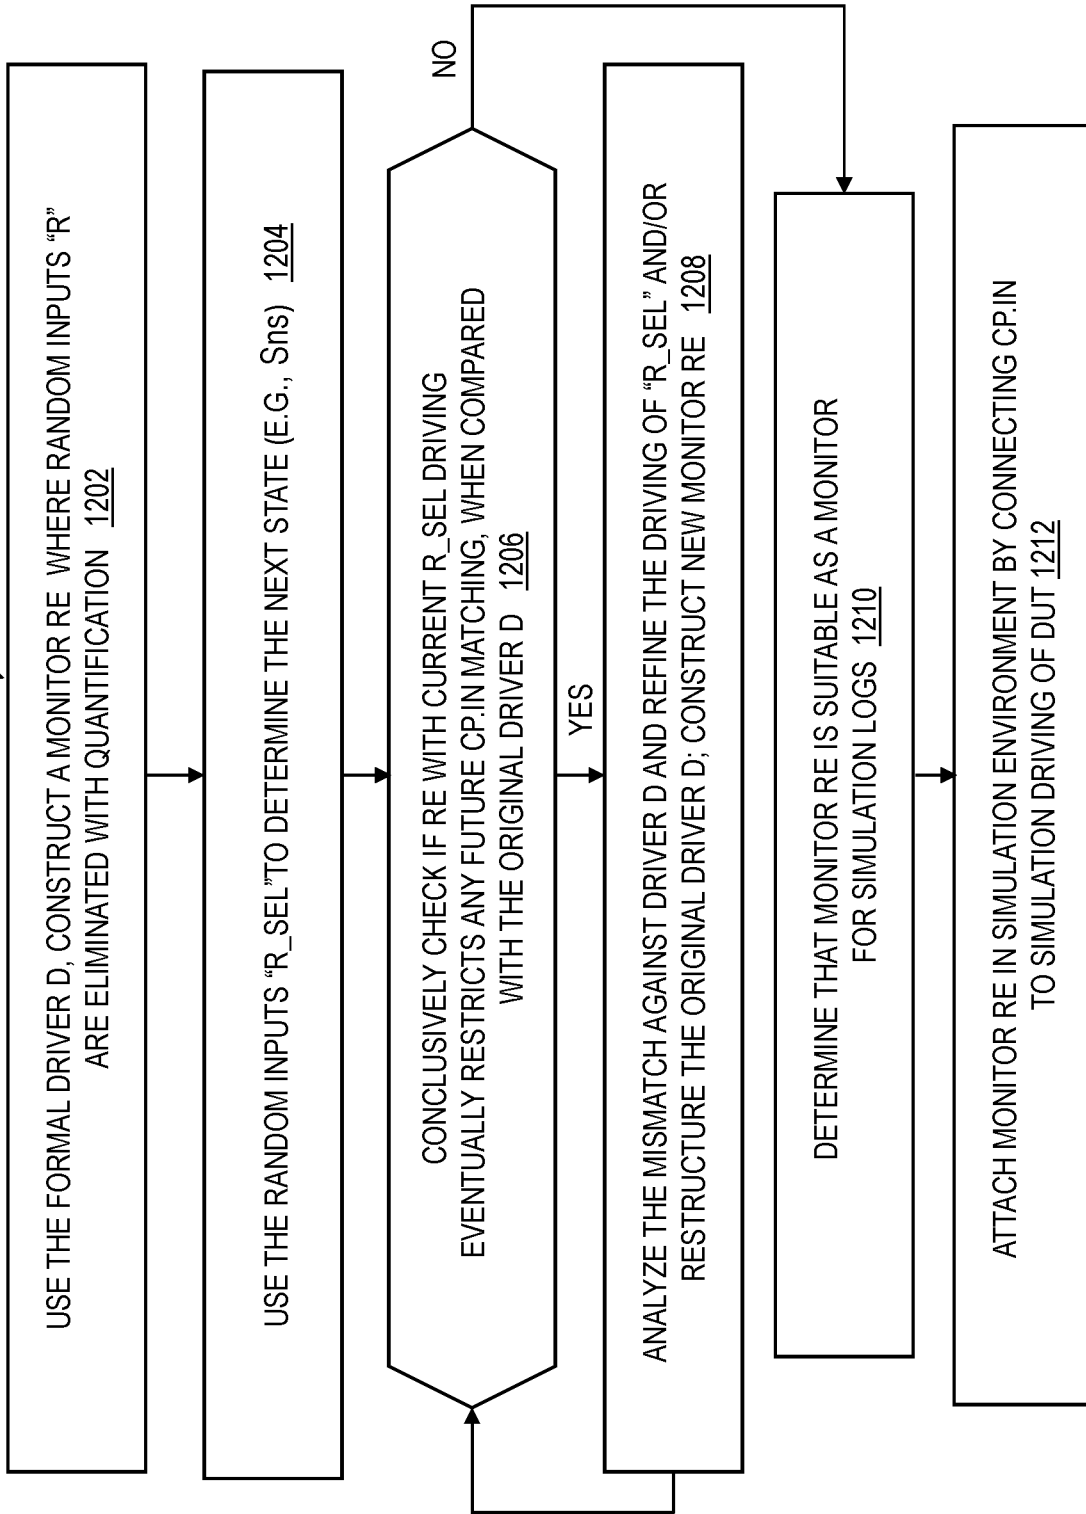 USE THE FORMAL DRIVER D, CONSTRUCT A MONITOR RE WHERE RANDOM INPUTS “R”
ARE ELIMINATED WITH QUANTIFICATION 1202
USE THE RANDOM INPUTS “R_SEL”TO DETERMINE THE NEXT STATE (E.G., Sns) 1204
CONCLUSIVELY CHECK IF RE WITH CURRENT R_SEL DRIVING
EVENTUALLY RESTRICTS ANY FUTURE CP.IN MATCHING, WHEN COMPARED
WITH THE ORIGINAL DRIVER D 1206
NO
YES
ANALYZE THE MISMATCH AGAINST DRIVER D AND REFINE THE DRIVING OF “R_SEL” AND/OR
RESTRUCTURE THE ORIGINAL DRIVER D; CONSTRUCT NEW MONITOR RE 1208
DETERMINE THAT MONITOR RE IS SUITABLE AS A MONITOR
FOR SIMULATION LOGS 1210
ATTACH MONITOR RE IN SIMULATION ENVIRONMENT BY CONNECTING CP.IN
TO SIMULATION DRIVING OF DUT 1212